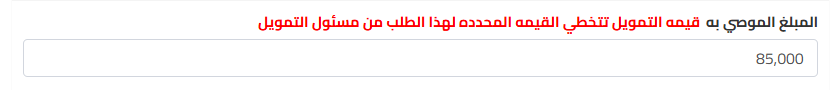 المبلغ الموصي به قيمه التمويل تتخطي القيمه المحدده لهذا الطلب من مسئول التمويل
85,000